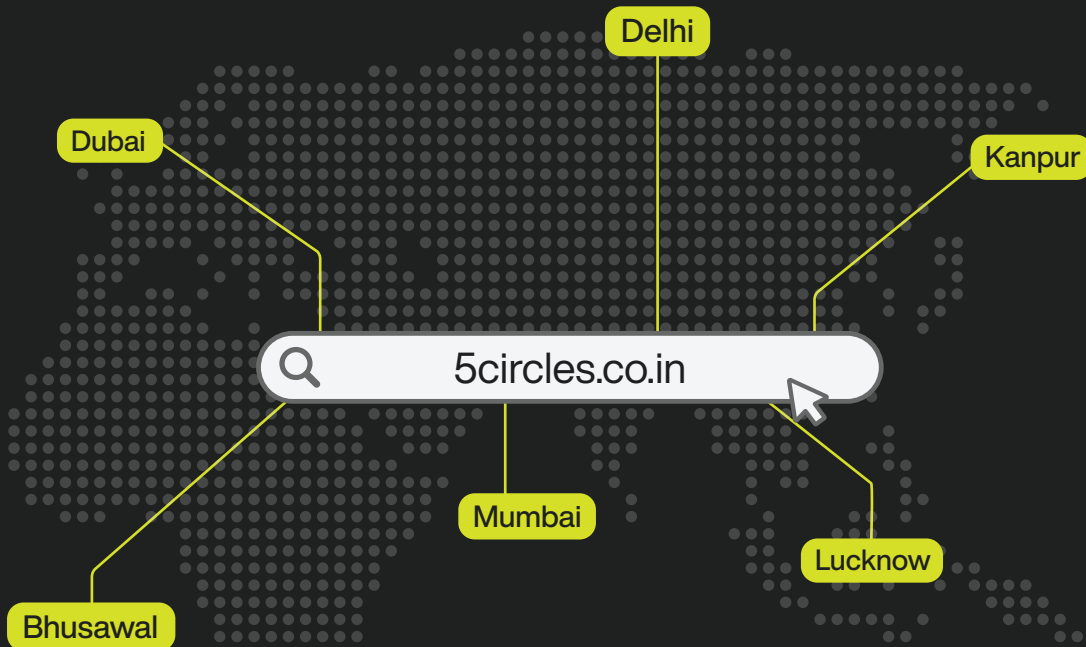 Delhi
Dubai
Kanpur
5circles.co.in
Mumbai
Lucknow
Bhusawal